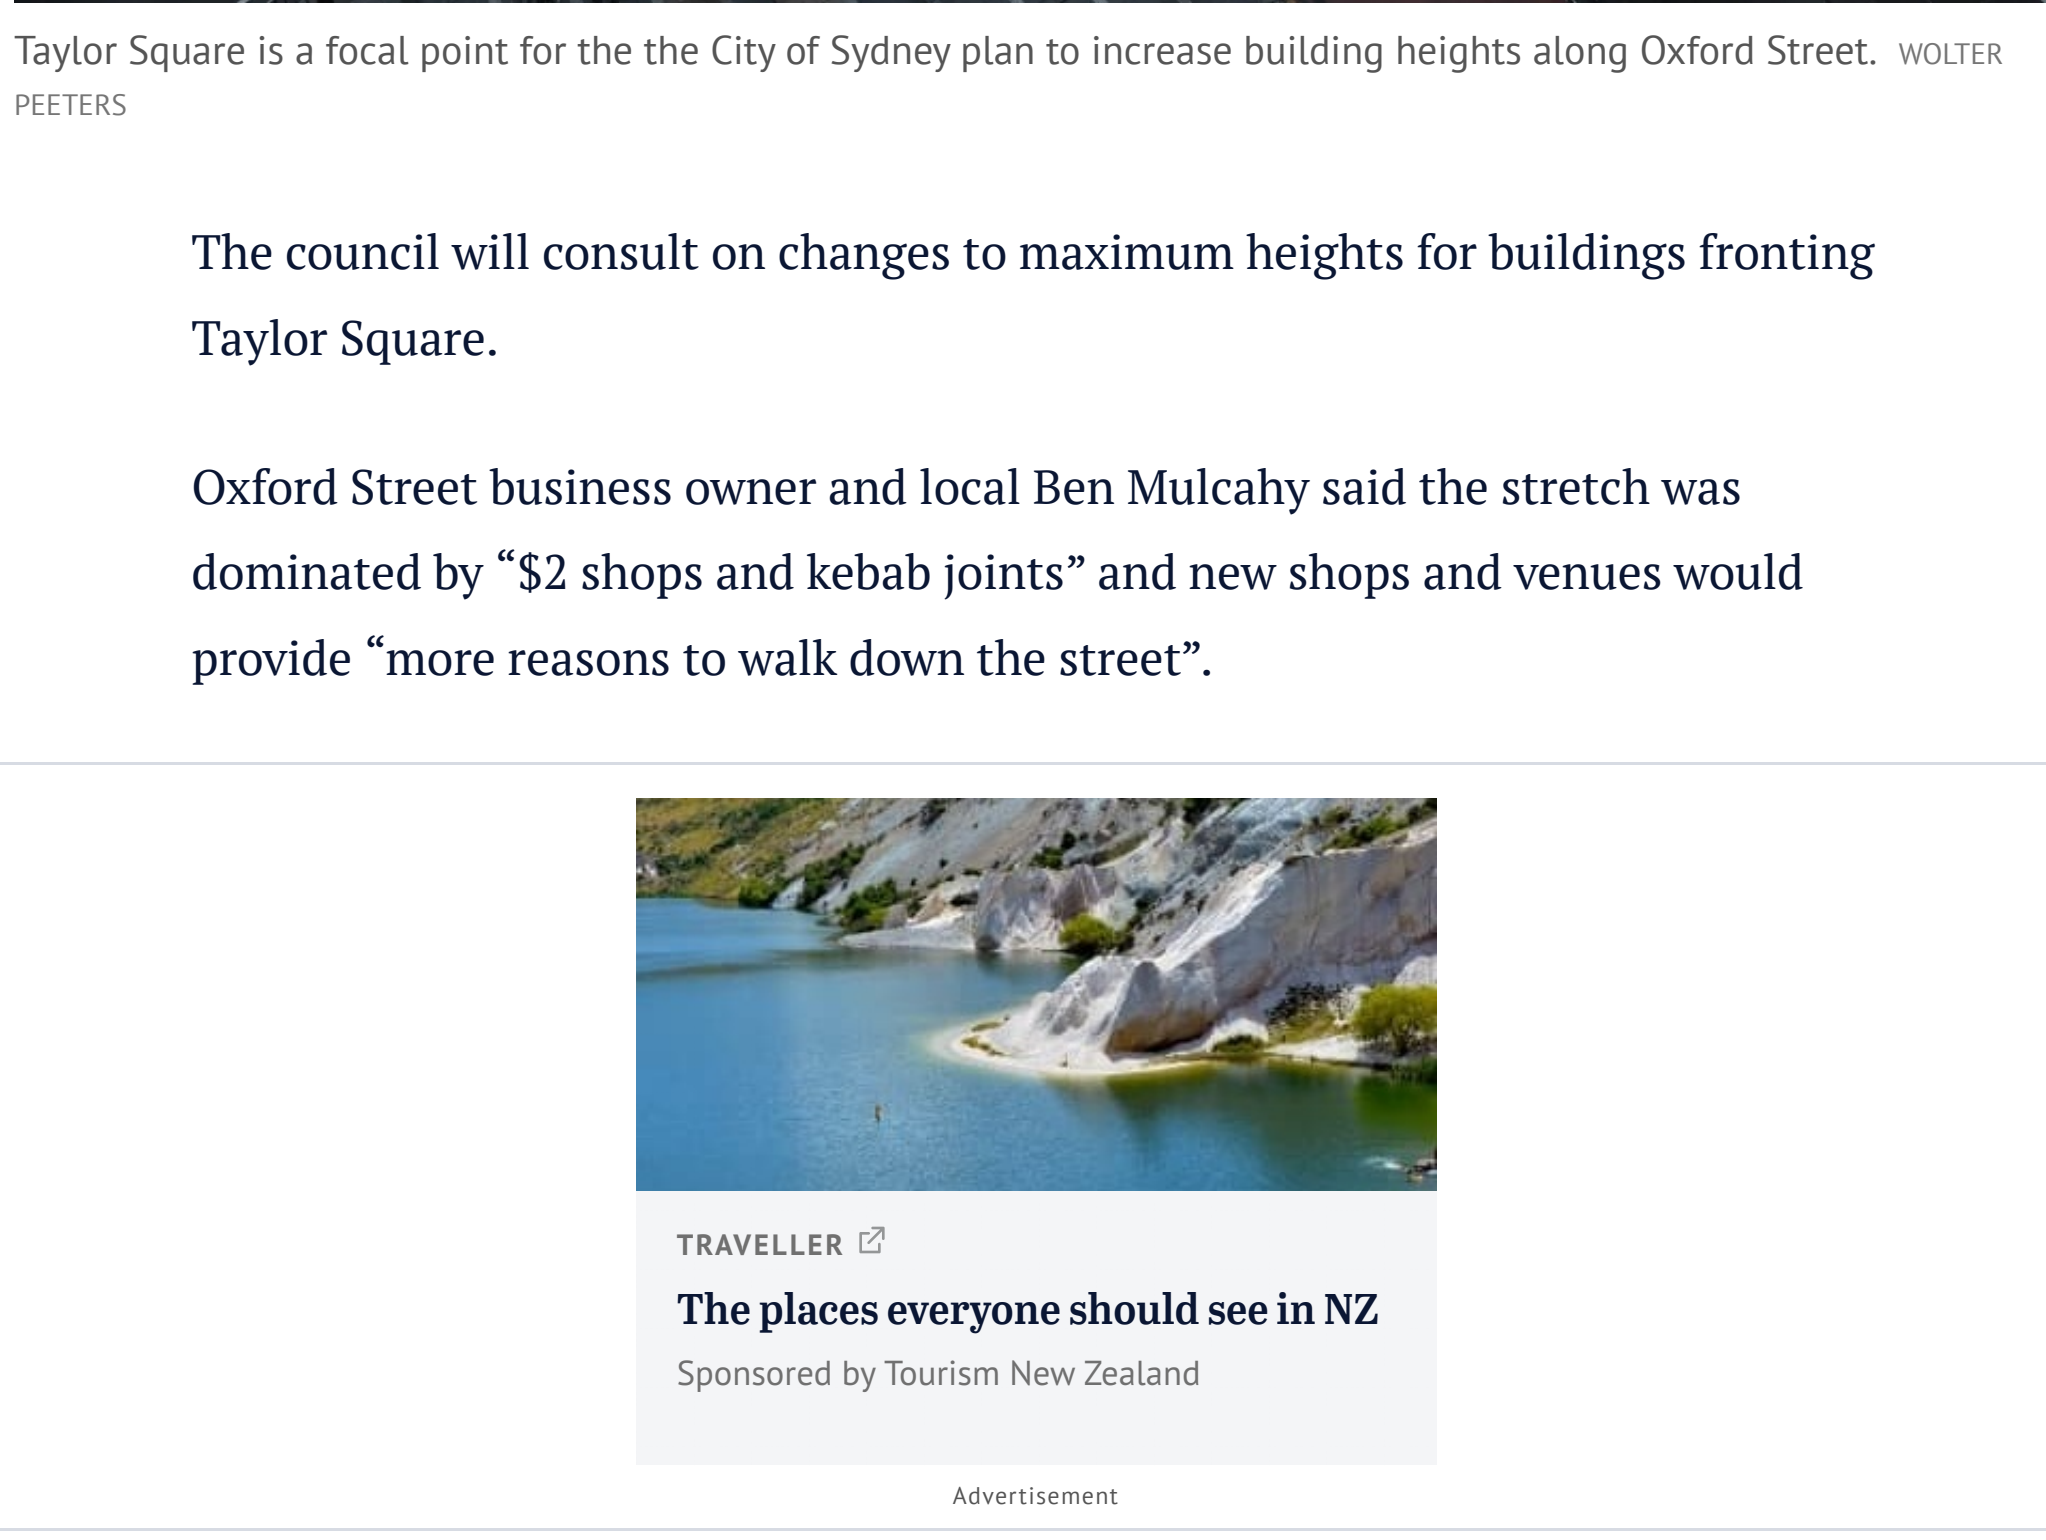 Taylor Square is a focal point for the the City of Sydney plan to increase building heights along Oxford Street. WOLTER
PEETERS
The council will consult on changes to maximum heights for buildings fronting
Taylor Square.
Oxford Street business owner and local Ben Mulcahy said the stretch was
dominated by “$2 shops and kebab joints” and new shops and venues would
provide “more reasons to walk down the street”.
TRAVELLER
The places everyone should see in NZ
Sponsored by Tourism New Zealand
Advertisement